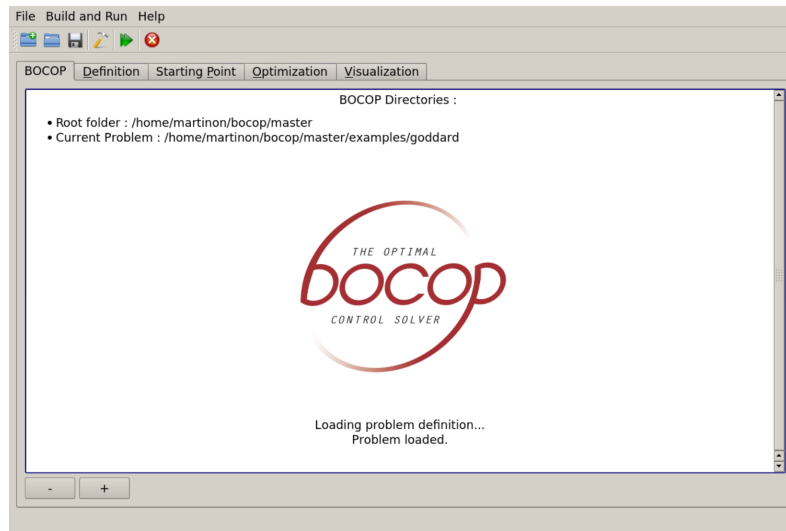 File Build and Run Help
BOCOP Definition Starting Point Optimization Visualization
BOCOP Directories :
• Root folder : /home/martinon/bocop/master
• Current Problem : /home/martinon/bocop/master/examples/goddard
THE OPTIMAL
bocop
CONTROL SOLVER
Loading problem definition...
Problem loaded.
- +